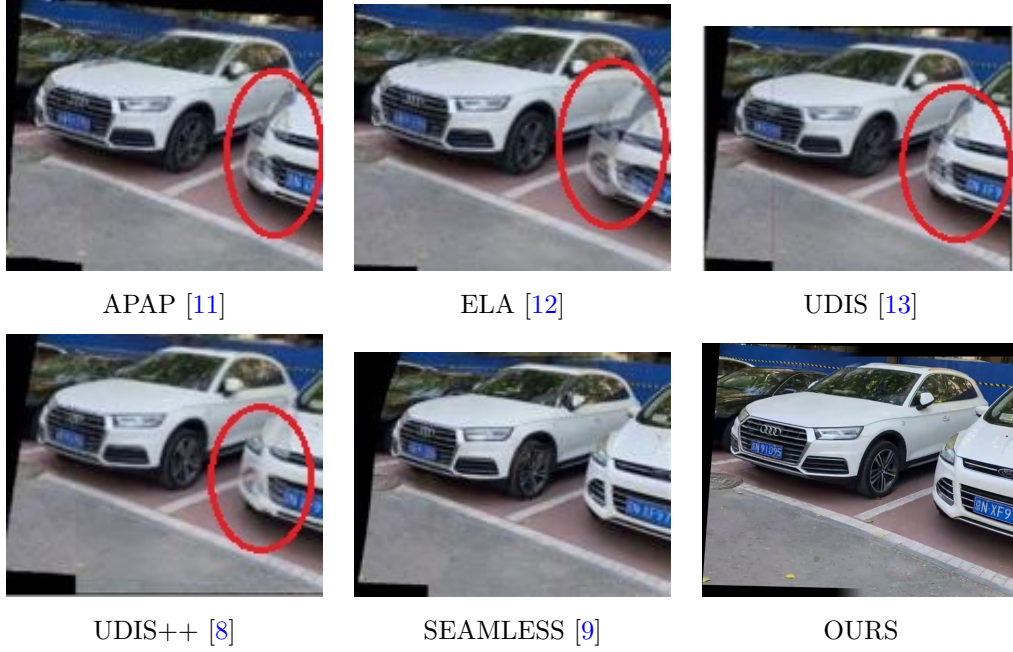 APAP [11]
ELA [12]
UDIS [13]
UDIS++ [8]
SEAMLESS [9]
OURS